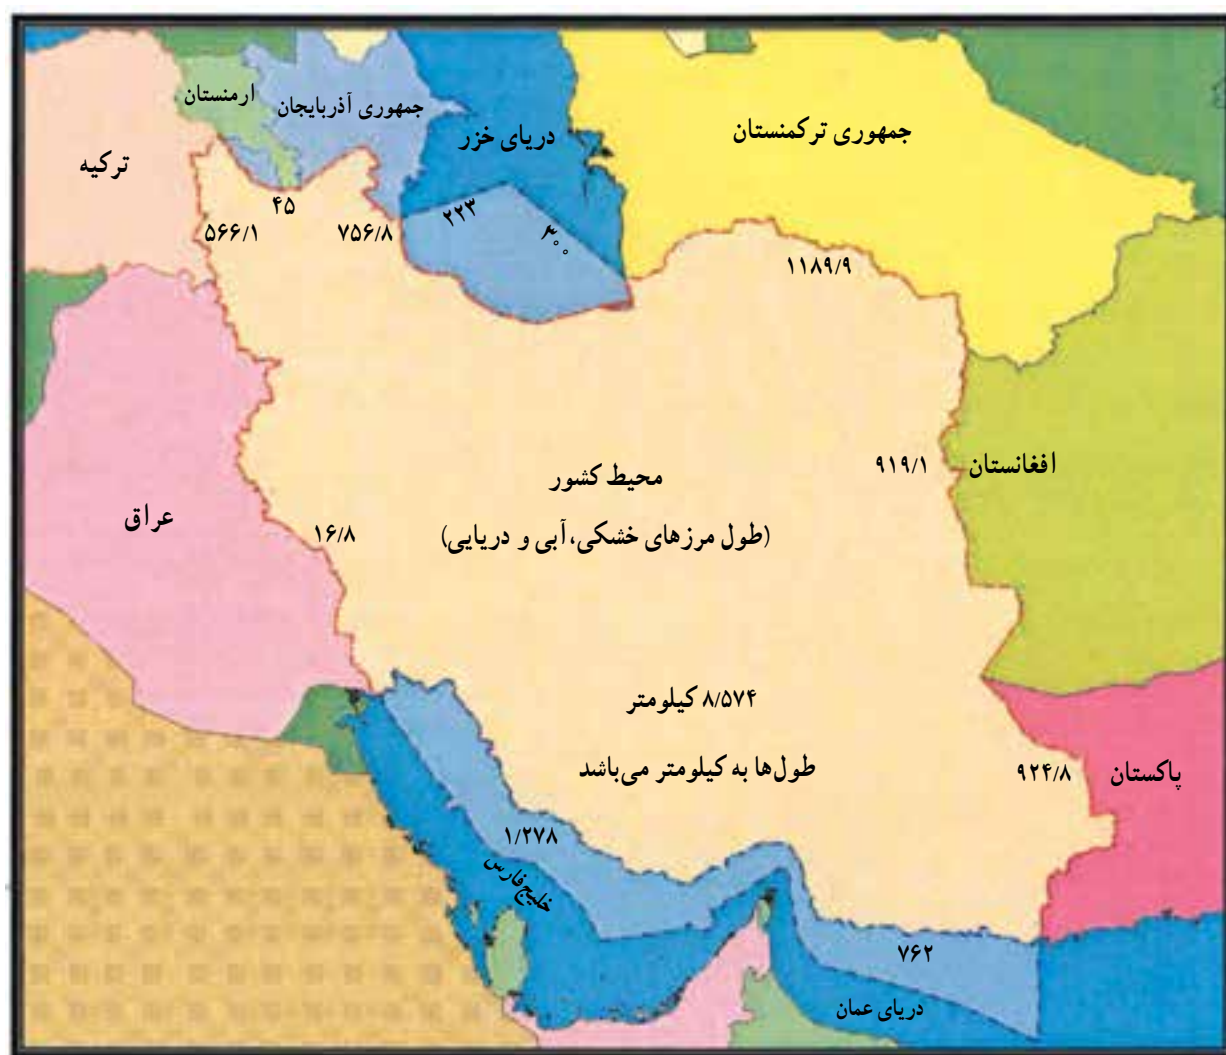 ارمنستان
جمهوری آذربایجان
دریای خزر
جمهوری ترکمنستان
ترکیه
۴۵
۲۲۳
۳۰۰
۵۶۶/۱
۷۵۶/۸
۱۱۸۹/۹
افغانستان
۹۱۹/۱
محیط کشور
عراق
۱۶/۸
(طول مرزهای خشکی، آبی و دریایی)
۸/۵۷۴ کیلومتر
طول‌ها به کیلومتر می‌باشد
۹۲۴/۸
پاکستان
۱/۲۷۸
خلیج‌فارس
۷۶۲
دریای عمان